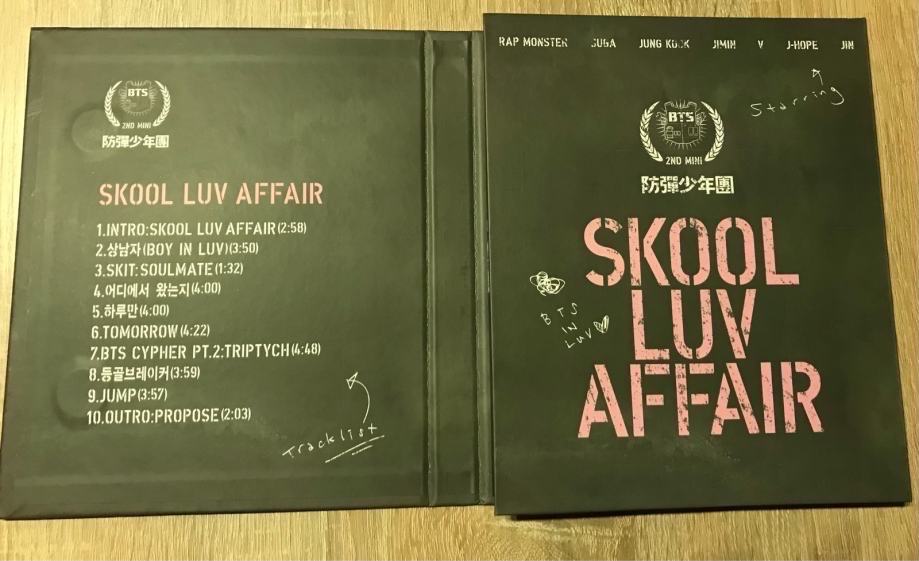 BTS
2ND MINI
防彈少年團
SKOOL LUV AFFAIR
1.INTRO:SKOOL LUV AFFAIR(2:58)
2.상남자(BOY IN LUV)(3:50)
3.SKIT:SOULMATE(1:32)
4.어디에서 왔는지(4:00)
5.하루만(4:00)
6.TOMORROW(4:22)
7.BTS CYPHER PT.2:TRIPTYCH(4:48)
8.등골브레이커(3:59)
9.JUMP(3:57)
10.OUTRO:PROPOSE(2:03)
Tracklist
RAP MONSTER SUGA JUNG KOOK JIMIN V J-HOPE JIN
Starring
BTS
2ND MINI
防彈少年團
SKOOL
LUV
AFFAIR
BTS
IN
LUV